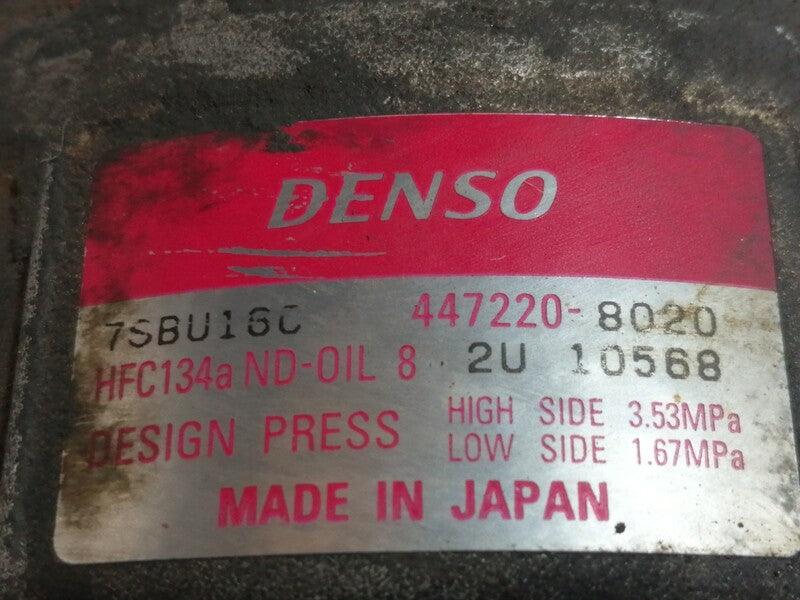 DENSO
7SBU16C 447220-8020
HFC134a ND-OIL 8 2U 10568
DESIGN PRESS HIGH SIDE 3.53MPa
LOW SIDE 1.67MPa
MADE IN JAPAN